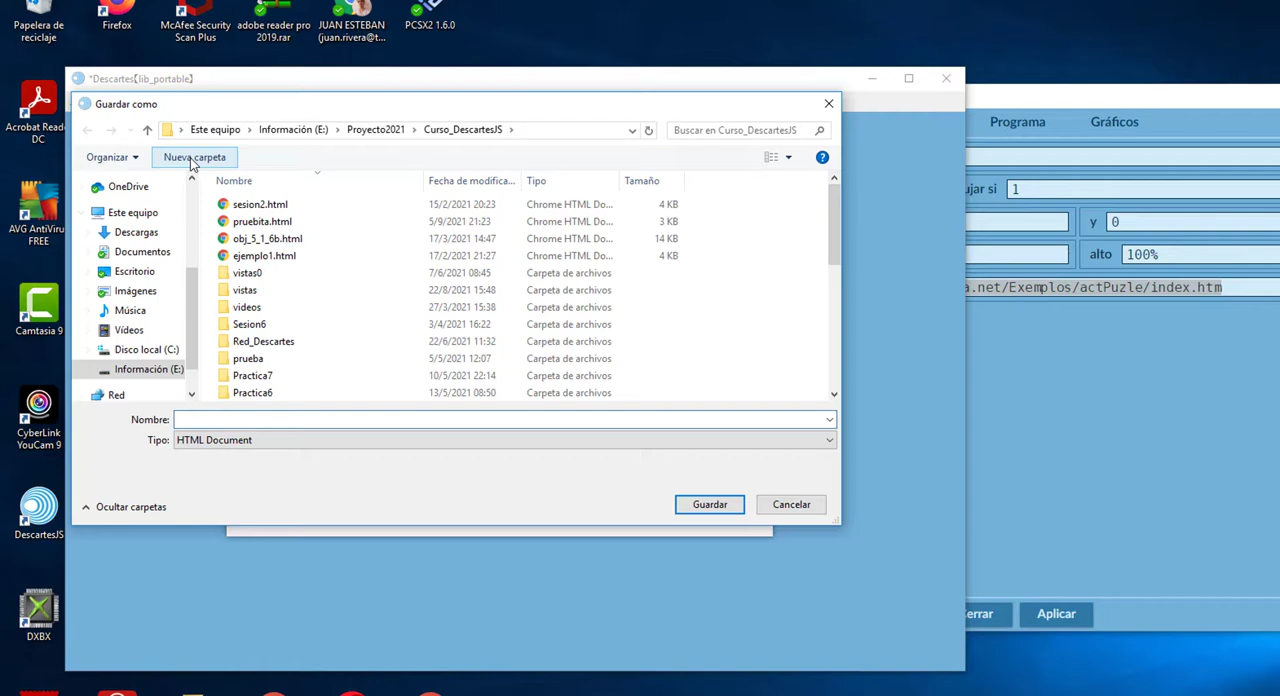 Papelera de
reciclaje
Firefox
McAfee Security
Scan Plus
adobe reader pro
2019.rar
JUAN ESTEBAN
(juan.rivera@t...
PCSX2 1.6.0
Acrobat Reade
DC
AVG AntiViru
FREE
Camtasia 9
CyberLink
YouCam 9
DescartesJS
DXBX
*Descartes【lib_portable】
Guardar como
Este equipo > Información (E:) > Proyecto2021 > Curso_DescartesJS >
Buscar en Curso_DescartesJS
Organizar
Nueva carpeta
OneDrive
Este equipo
Descargas
Documentos
Escritorio
Imágenes
Música
Vídeos
Disco local (C:)
Información (E:)
Red
Nombre Fecha de modifica... Tipo Tamaño
sesion2.html 15/2/2021 20:23 Chrome HTML Do... 4 KB
pruebita.html 5/9/2021 21:23 Chrome HTML Do... 3 KB
obj_5_1_6b.html 17/3/2021 14:47 Chrome HTML Do... 14 KB
ejemplo1.html 17/2/2021 21:27 Chrome HTML Do... 4 KB
vistas0 7/6/2021 08:45 Carpeta de archivos
vistas 22/8/2021 15:48 Carpeta de archivos
videos 27/3/2021 15:38 Carpeta de archivos
Sesion6 3/4/2021 16:22 Carpeta de archivos
Red_Descartes 22/6/2021 11:32 Carpeta de archivos
prueba 5/5/2021 12:07 Carpeta de archivos
Practica7 10/5/2021 22:14 Carpeta de archivos
Practica6 13/5/2021 08:50 Carpeta de archivos
Nombre:
Tipo: HTML Document
Ocultar carpetas
Guardar
Cancelar
Programa
Gráficos
ujar si 1
y 0
alto 100%
a.net/Exemplos/actPuzle/index.htm
errar
Aplicar